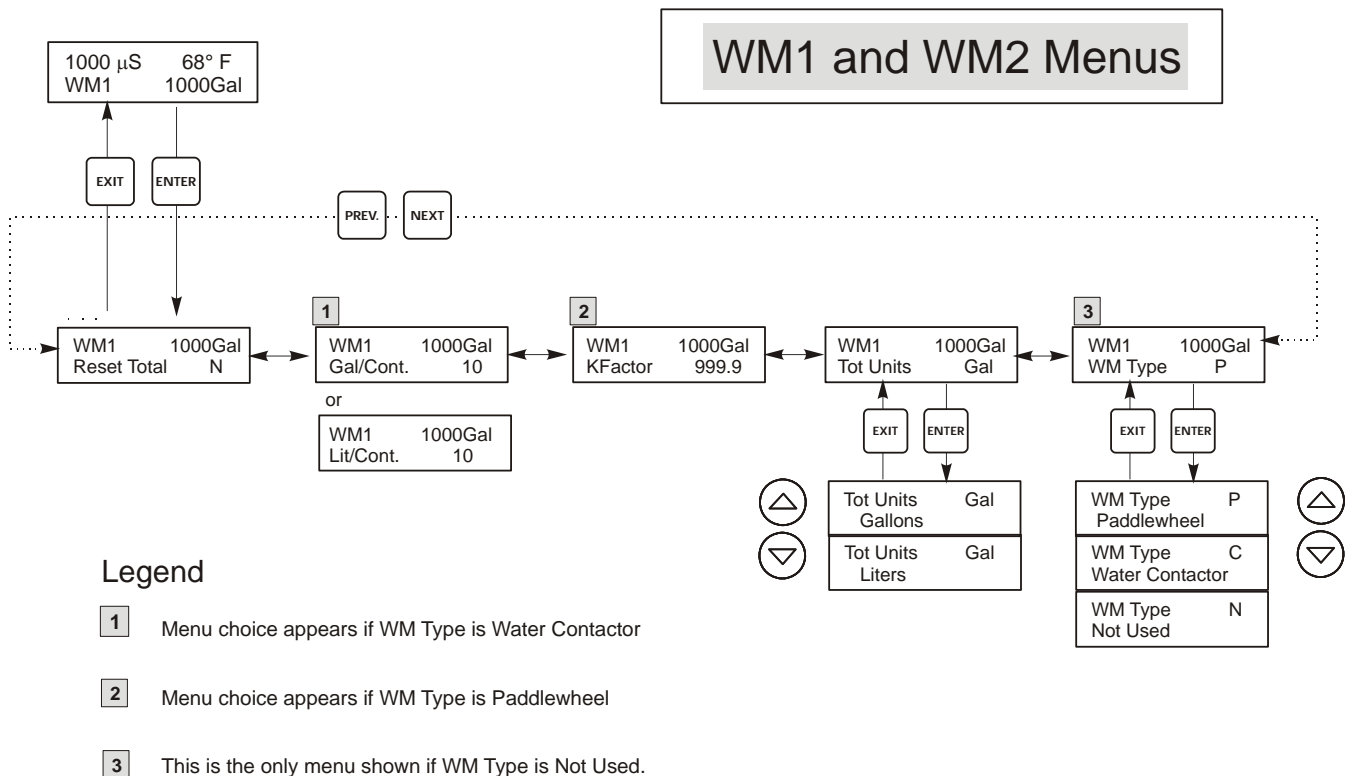 WM1 and WM2 Menus
1000 μS 68° F
WM1 1000Gal
EXIT ENTER
PREV. NEXT
1
WM1 1000Gal
Gal/Cont. 10
or
WM1 1000Gal
Lit/Cont. 10
2
WM1 1000Gal
KFactor 999.9
3
WM1 1000Gal
WM Type P
WM1 1000Gal
Reset Total N
WM1 1000Gal
Tot Units Gal
EXIT ENTER
EXIT ENTER
Tot Units Gal
Gallons
Tot Units Gal
Liters
WM Type P
Paddlewheel
WM Type C
Water Contactor
WM Type N
Not Used
Legend
1 Menu choice appears if WM Type is Water Contactor
2 Menu choice appears if WM Type is Paddlewheel
3 This is the only menu shown if WM Type is Not Used.